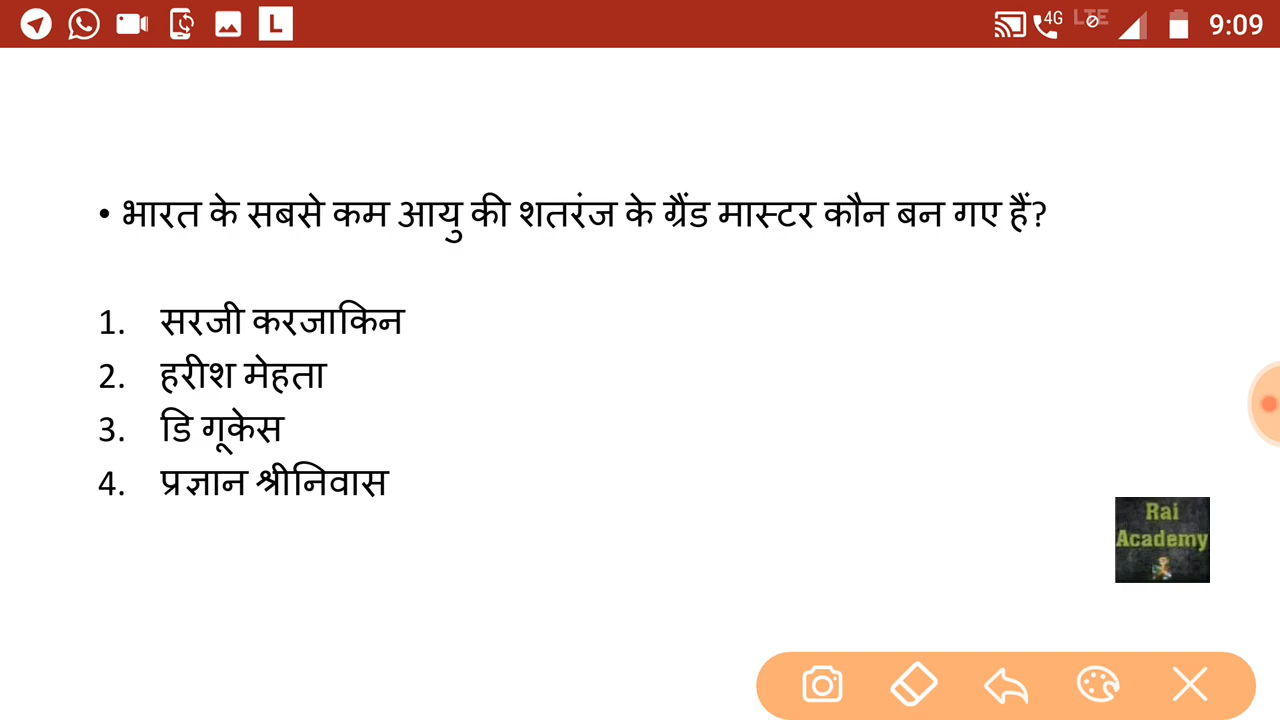 L 4G LTE 9:09
• भारत के सबसे कम आयु की शतरंज के ग्रैंड मास्टर कौन बन गए हैं?
1. सरजी करजाकिन
2. हरीश मेहता
3. डि गूकेस
4. प्रज्ञान श्रीनिवास
Rai
Academy